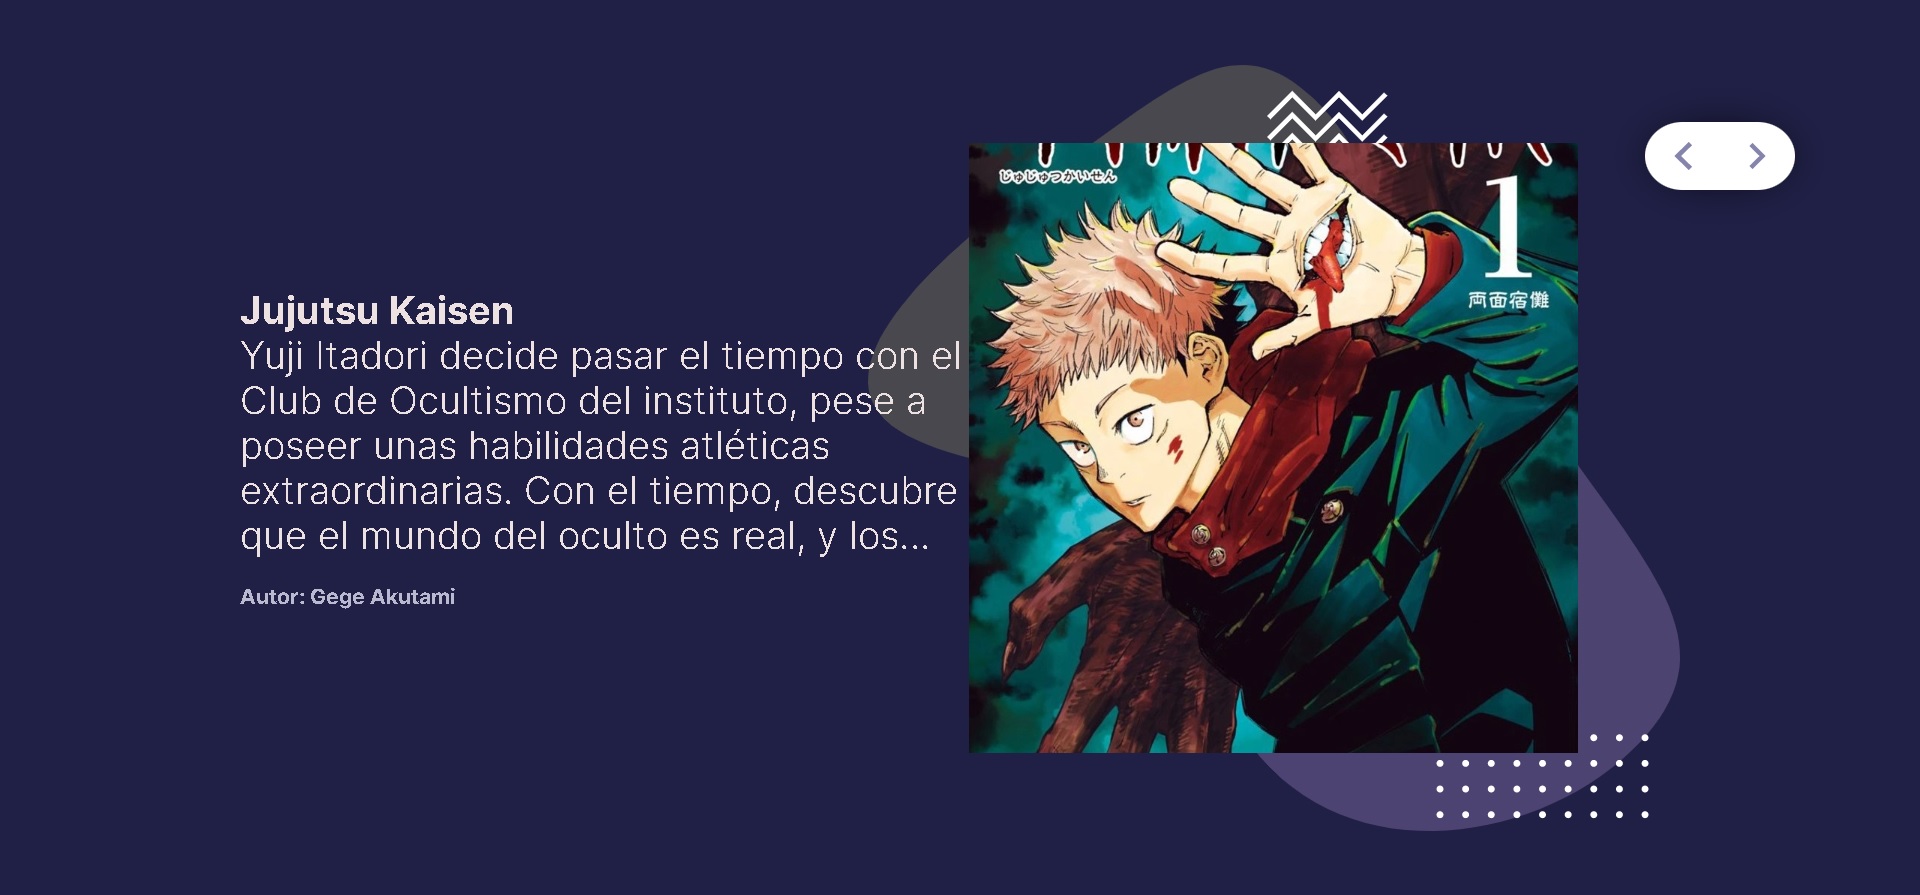 Jujutsu Kaisen
Yuji Itadori decide pasar el tiempo con el
Club de Ocultismo del instituto, pese a
poseer unas habilidades atléticas
extraordinarias. Con el tiempo, descubre
que el mundo del oculto es real, y los...
Autor: Gege Akutami
じゅじゅつかいせん
1
両面宿儺